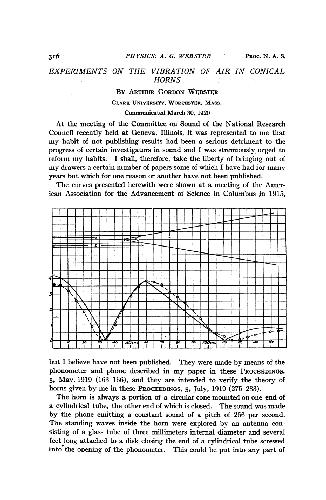 316 PHYSICS: A. G. WEBSTER Proc. N. A. S.
EXPERIMENTS ON THE VIBRATION OF AIR IN CONICAL
HORNS
By Arthur Gordon Webster
Clark University, Worcester, Mass.
Communicated March 30, 1920
At the meeting of the Committee on Sound of the National Research
Council recently held at Geneva, Illinois, it was represented to me that
my habit of not publishing results had been a serious detriment to the
progress of certain investigators in sound and I was strenuously urged to
reform my habits. I shall, therefore, take the liberty of bringing out of
my drawers a certain number of papers some of which I have had for many
years but which for one reason or another have not been published.
The curves presented herewith were shown at a meeting of the Amer-
ican Association for the Advancement of Science in Columbus in 1915,
but I believe have not been published. They were made by means of the
phonometer and phone described in my paper in these Proceedings,
5, May, 1919 (163–166), and they are intended to verify the theory of
horns given by me in these Proceedings, 5, July, 1919 (275–282).
The horn is always a portion of a circular cone mounted on one end of
a cylindrical tube, the other end of which is closed. The sound was made
by the phone emitting a constant sound of a pitch of 256 per second.
The standing waves inside the horn were explored by an antenna con-
sisting of a glass tube of three millimeters internal diameter and several
feet long attached to a disk closing the end of a cylindrical tube screwed
into the opening of the phonometer. This could be put into any part of